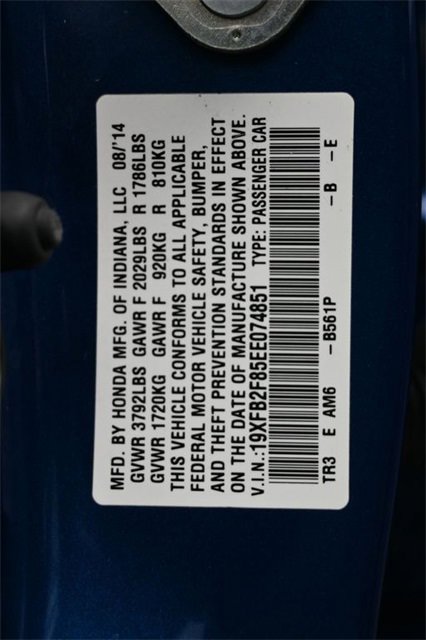 MFD. BY HONDA MFG. OF INDIANA, LLC 08/'14
GVWR 3792LBS GAWR F 2029LBS R 1786LBS
GVWR 1720KG GAWR F 920KG R 810KG
THIS VEHICLE CONFORMS TO ALL APPLICABLE
FEDERAL MOTOR VEHICLE SAFETY, BUMPER,
AND THEFT PREVENTION STANDARDS IN EFFECT
ON THE DATE OF MANUFACTURE SHOWN ABOVE.
V.I.N.:19XFB2F85EE074851 TYPE: PASSENGER CAR
TR3 E AM6 -B561P -B -E